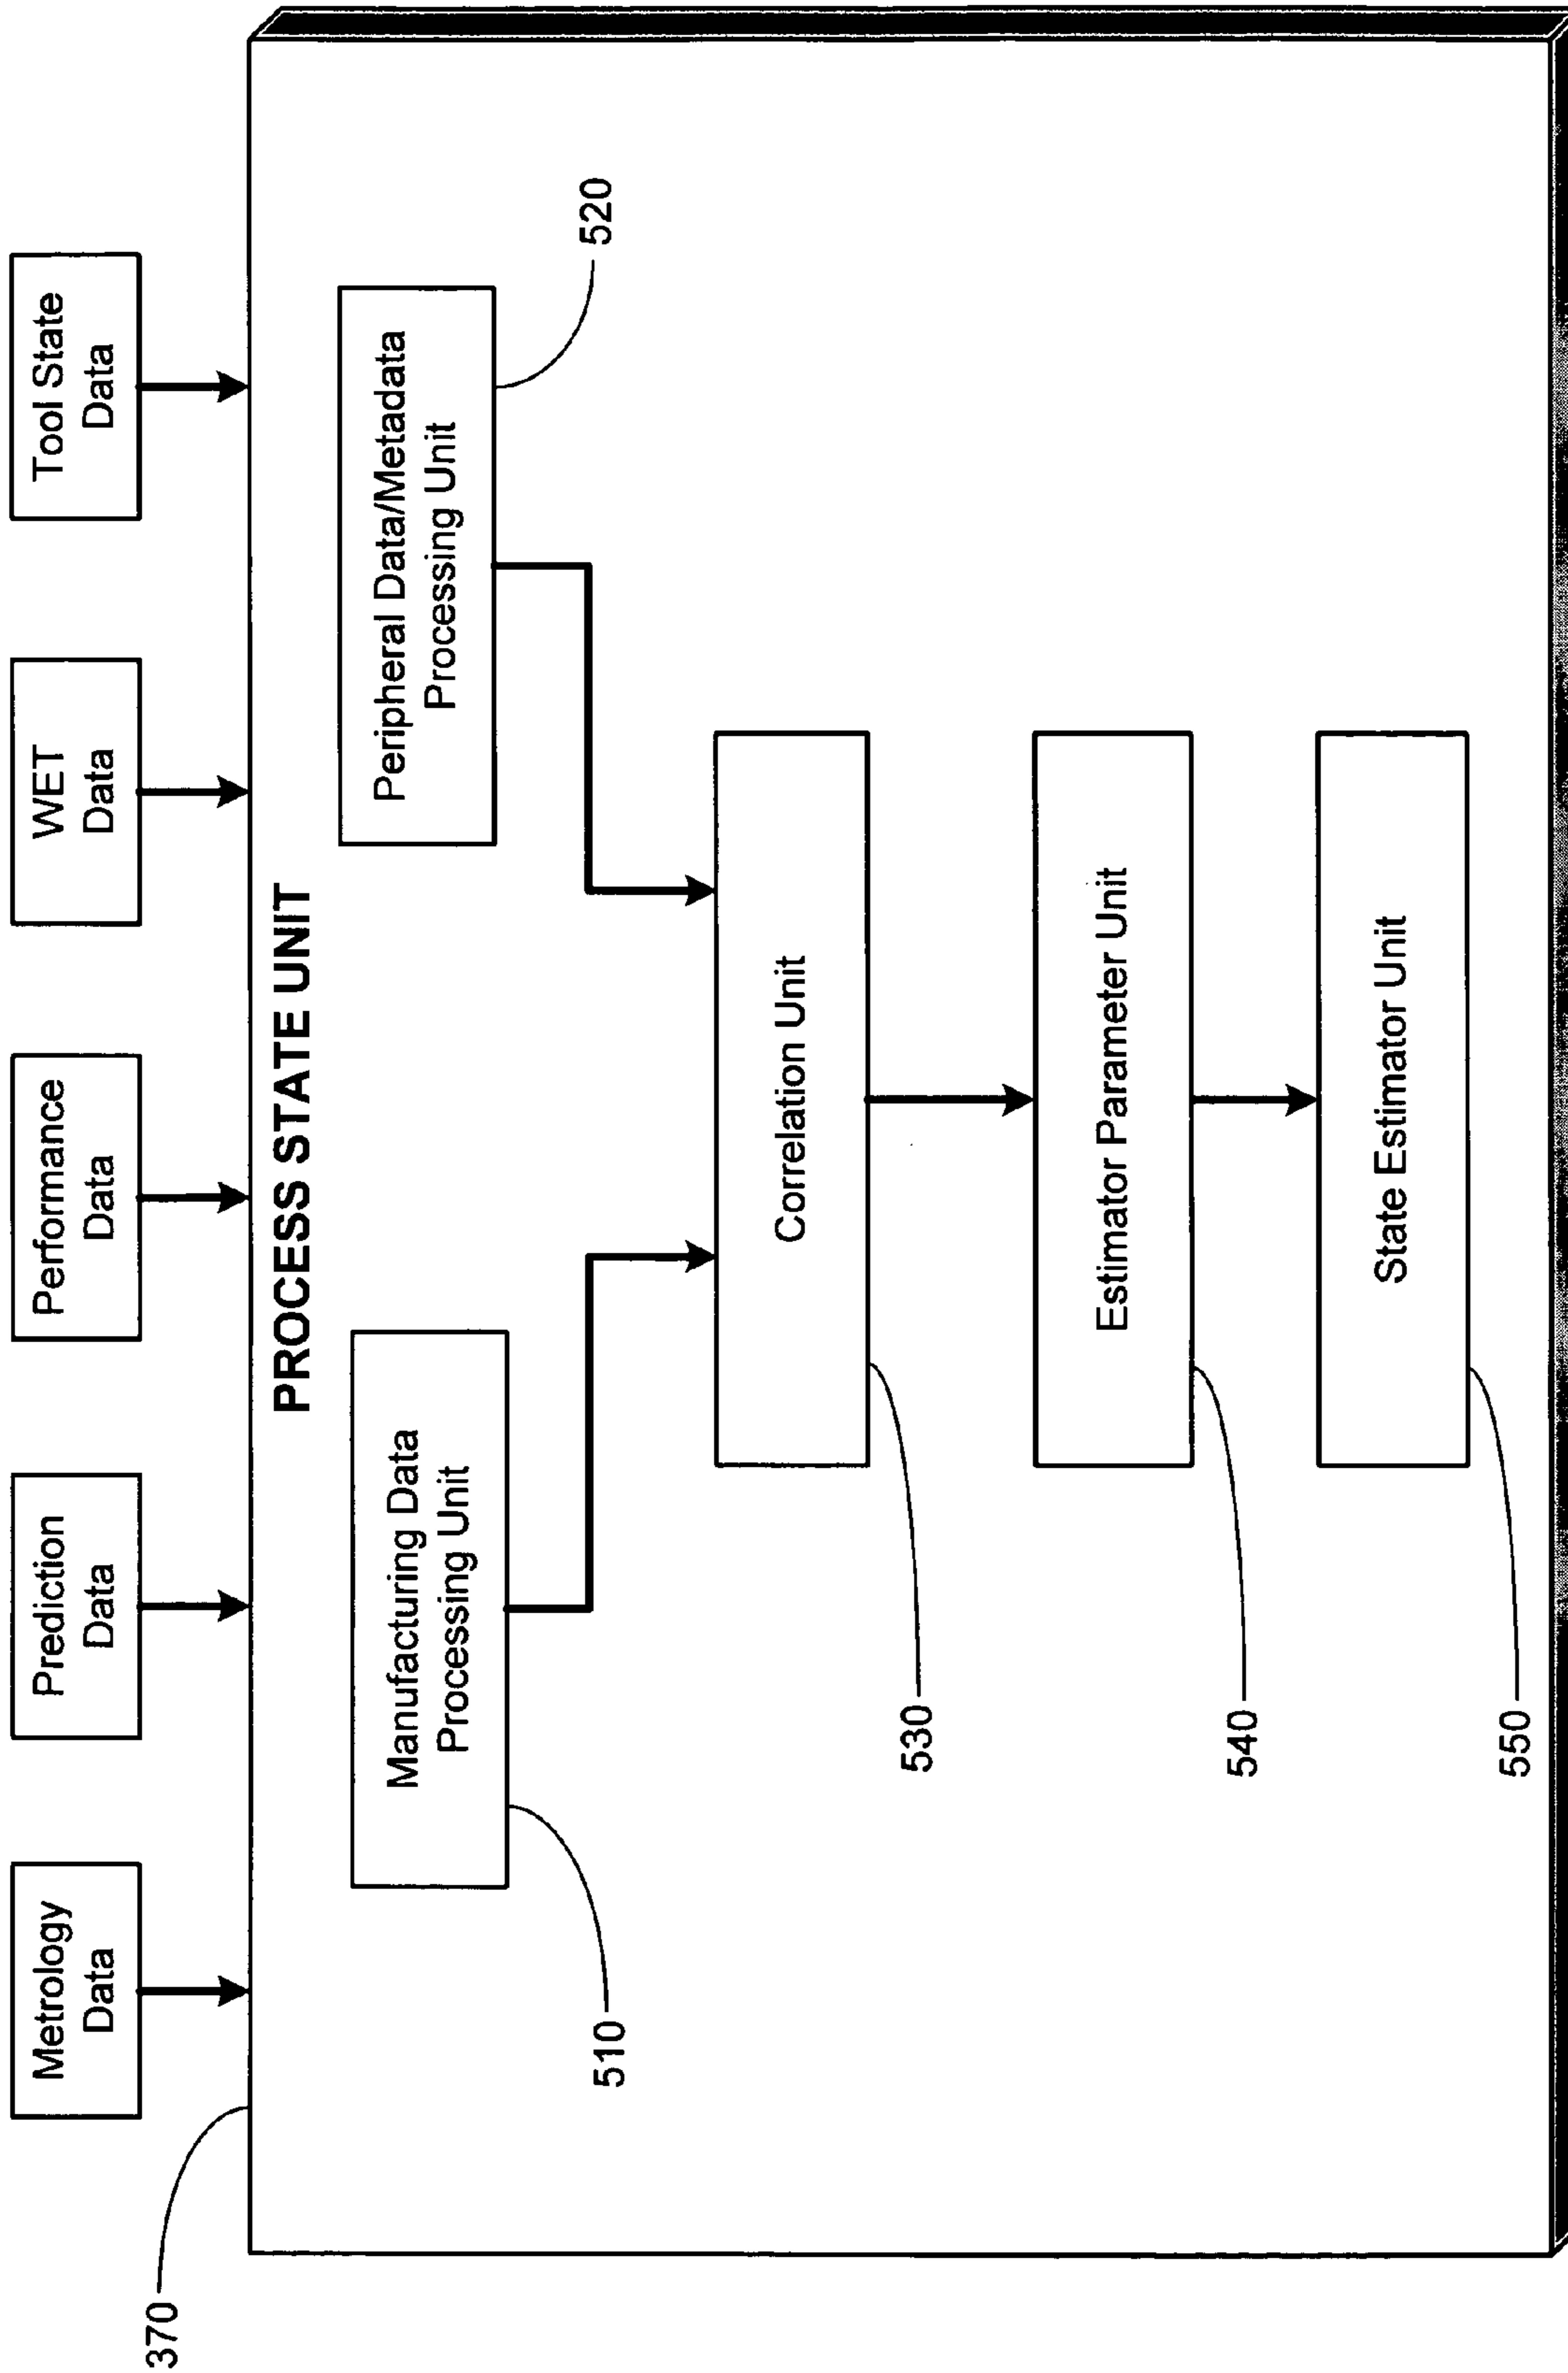 Metrology
Data
Prediction
Data
Performance
Data
WET
Data
Tool State
Data
370
PROCESS STATE UNIT
Manufacturing Data
Processing Unit
510
Peripheral Data/Metadata
Processing Unit
520
Correlation Unit
530
Estimator Parameter Unit
540
State Estimator Unit
550